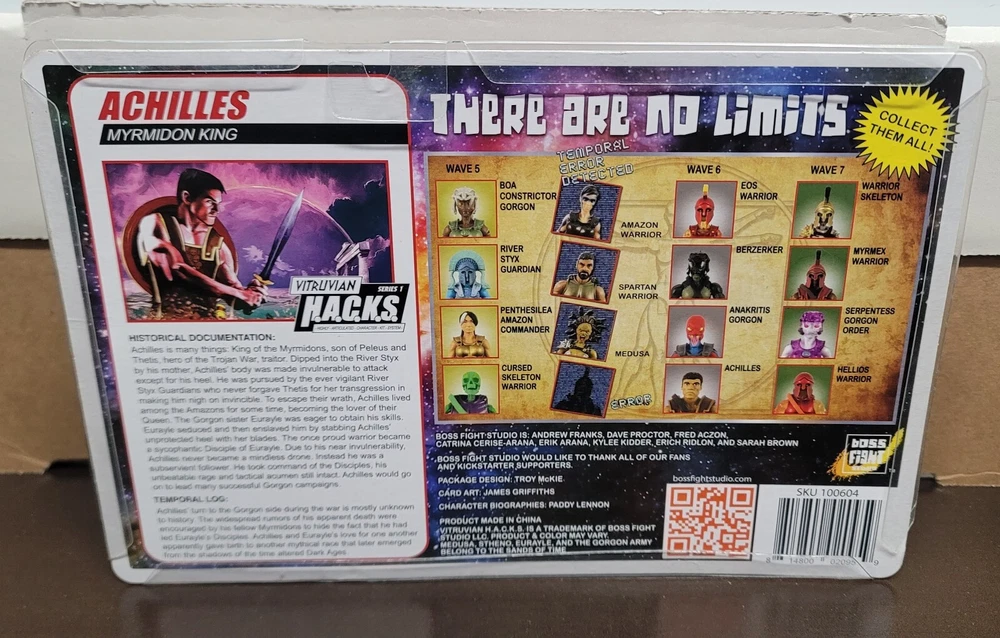 ACHILLES
MYRMIDON KING
VITRUVIAN
SERIES 1
H.A.C.K.S.
HIGHLY ARTICULATED CHARACTER KIT SYSTEM
HISTORICAL DOCUMENTATION:
Achilles is many things: King of the Myrmidons, son of Peleus and
Thetis, hero of the Trojan War, traitor. Dipped into the River Styx
by his mother, Achilles' body was made invulnerable to attack
except for his heel. He was pursued by the ever vigilant River
Styx Guardians who never forgave Thetis for her transgression in
making him nigh on invincible. To escape their wrath, Achilles lived
among the Amazons for some time, becoming the lover of their
Queen. The Gorgon sister Eurayle was eager to obtain his skills.
Eurayle seduced and then enslaved him by stabbing Achilles'
unprotected heel with her blades. The once proud warrior became
a sycophantic Disciple of Eurayle. Due to his near invulnerability,
Achilles never became a mindless drone. Instead he was a
subservient follower. He took command of the Disciples, his
unbeatable rage and tactical acumen still intact. Achilles would go
on to lead many successful Gorgon campaigns.
TEMPORAL LOG:
Achilles' turn to the Gorgon side during the war is mostly unknown
to history. The widespread rumors of his apparent death were
encouraged by his fellow Myrmidons to hide the fact that he had
led Eurayle's Disciples. Achilles and Eurayle's love for one another
apparently gave birth to another mythical race that later emerged
from the shadows of the time altered Dark Ages.
THERE ARE NO LIMITS
COLLECT
THEM ALL!
WAVE 5
BOA
CONSTRICTOR
GORGON
RIVER
STYX
GUARDIAN
PENTHESILEA
AMAZON
COMMANDER
CURSED
SKELETON
WARRIOR
TEMPORAL
ERROR
DETECTED
AMAZON
WARRIOR
SPARTAN
WARRIOR
MEDUSA
ERROR
WAVE 6
EOS
WARRIOR
BERZERKER
ANAKRITIS
GORGON
ACHILLES
WAVE 7
WARRIOR
SKELETON
MYRMEX
WARRIOR
SERPENTESS
GORGON
ORDER
HELLIOS
WARRIOR
BOSS FIGHT STUDIO IS: ANDREW FRANKS, DAVE PROCTOR, FRED ACZON,
CATRINA CERISE-ARANA, ERIK ARANA, KYLEE KIDDER, ERICH RIDLON, AND SARAH BROWN
BOSS FIGHT STUDIO WOULD LIKE TO THANK ALL OF OUR FANS
AND KICKSTARTER SUPPORTERS.
PACKAGE DESIGN: TROY McKIE
CARD ART: JAMES GRIFFITHS
CHARACTER BIOGRAPHIES: PADDY LENNON
PRODUCT MADE IN CHINA
VITRUVIAN H.A.C.K.S. IS A TRADEMARK OF BOSS FIGHT
STUDIO LLC. PRODUCT & COLOR MAY VARY.
MEDUSA, STHENO, EURAYLE, AND THE GORGON ARMY
BELONG TO THE SANDS OF TIME
bossfightstudio.com
BOSS
FIGHT
STUDIO
SKU 100604
8 14800 02095 9